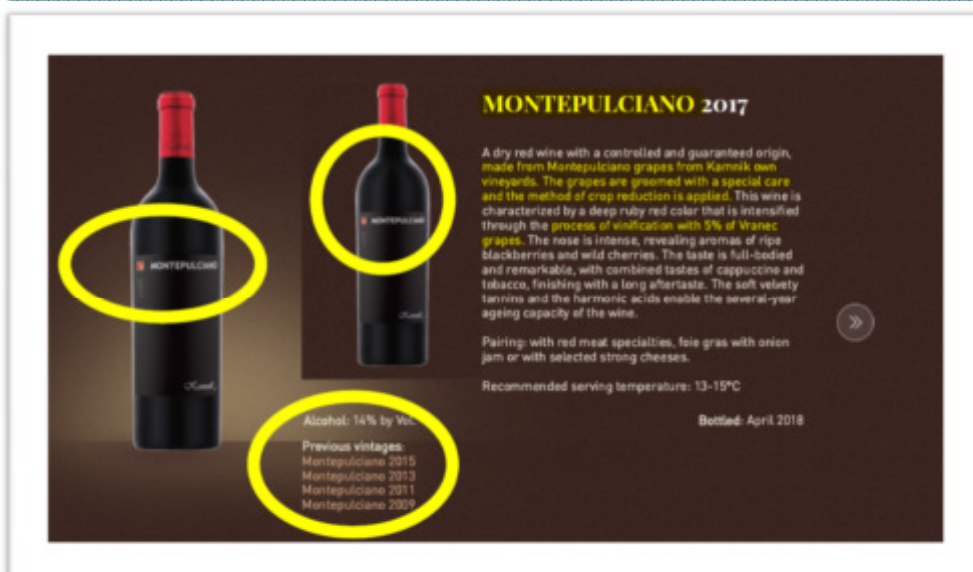 MONTEPULCIANO
MONTEPULCIANO
Kamnik
MONTEPULCIANO 2017
A dry red wine with a controlled and guaranteed origin,
made from Montepulciano grapes from Kamnik own
vineyards. The grapes are groomed with a special care
and the method of crop reduction is applied. This wine is
characterized by a deep ruby red color that is intensified
through the process of vinification with 5% of Vranec
grapes. The nose is intense, revealing aromas of ripe
blackberries and wild cherries. The taste is full-bodied
and remarkable, with combined tastes of cappuccino and
tobacco, finishing with a long aftertaste. The soft velvety
tannins and the harmonic acids enable the several-year
ageing capacity of the wine.
Pairing: with red meat specialties, foie gras with onion
jam or with selected strong cheeses.
Recommended serving temperature: 13-15°C
Alcohol: 14% by Vol.
Bottled: April 2018
Previous vintages:
Montepulciano 2015
Montepulciano 2013
Montepulciano 2011
Montepulciano 2009